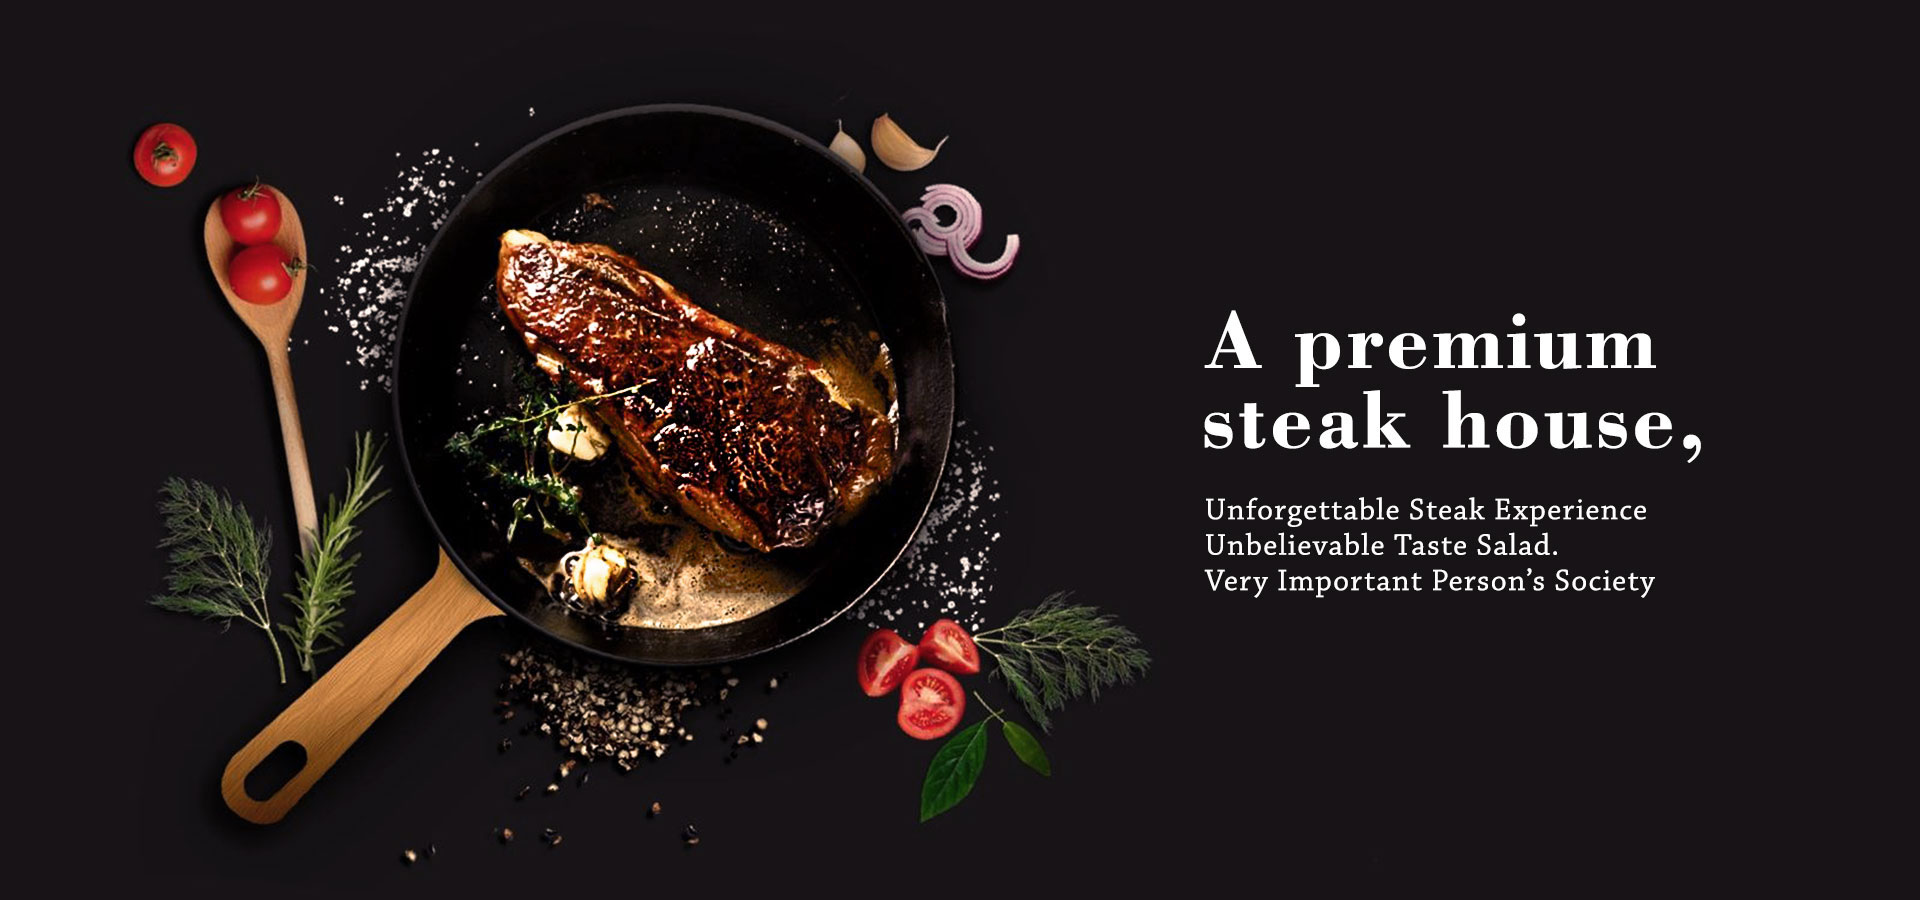 A premium
steak house,
Unforgettable Steak Experience
Unbelievable Taste Salad.
Very Important Person’s Society